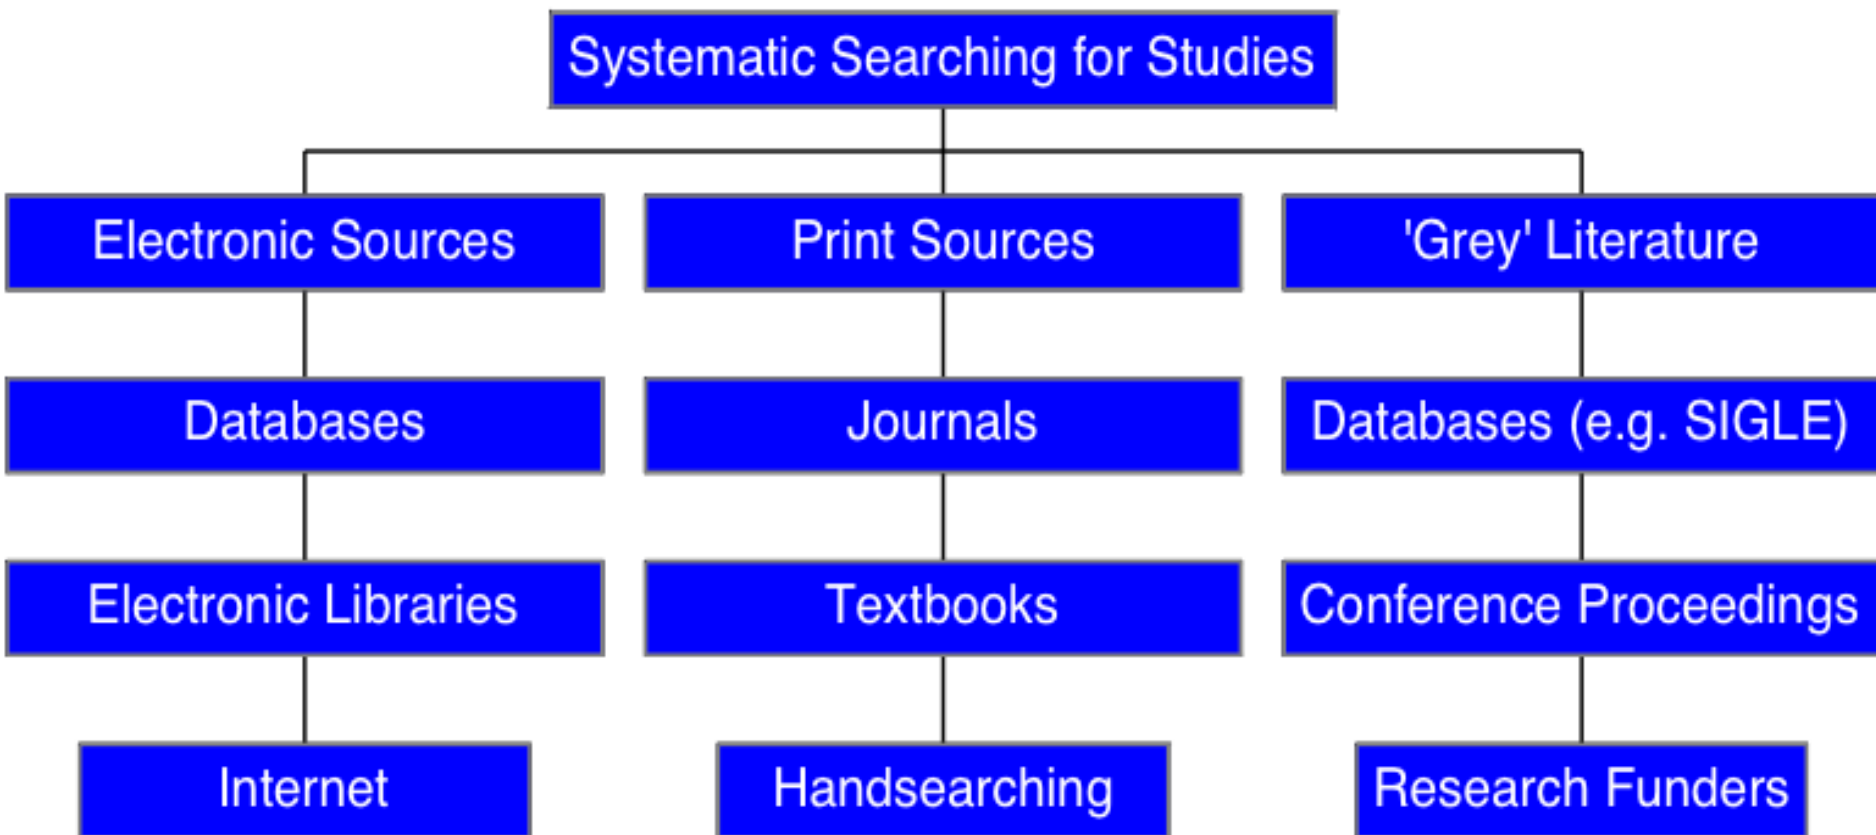 Systematic Searching for Studies
Electronic Sources
Print Sources
'Grey' Literature
Databases
Journals
Databases (e.g. SIGLE)
Electronic Libraries
Textbooks
Conference Proceedings
Internet
Handsearching
Research Funders